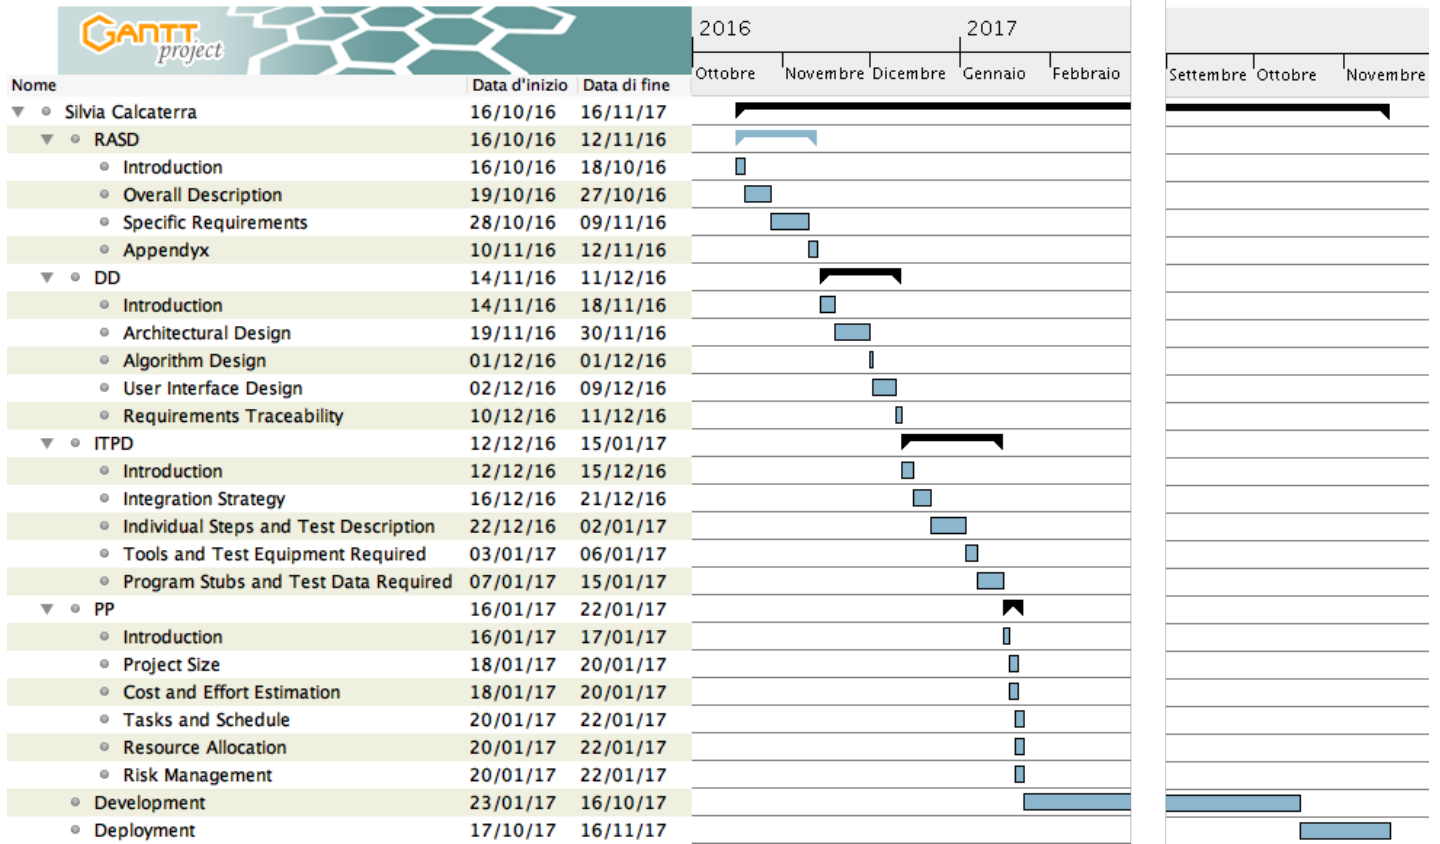 GANTT
project
2016 2017
Ottobre Novembre Dicembre Gennaio Febbraio Settembre Ottobre Novembre
Nome Data d'inizio Data di fine
Silvia Calcaterra 16/10/16 16/11/17
RASD 16/10/16 12/11/16
Introduction 16/10/16 18/10/16
Overall Description 19/10/16 27/10/16
Specific Requirements 28/10/16 09/11/16
Appendyx 10/11/16 12/11/16
DD 14/11/16 11/12/16
Introduction 14/11/16 18/11/16
Architectural Design 19/11/16 30/11/16
Algorithm Design 01/12/16 01/12/16
User Interface Design 02/12/16 09/12/16
Requirements Traceability 10/12/16 11/12/16
ITPD 12/12/16 15/01/17
Introduction 12/12/16 15/12/16
Integration Strategy 16/12/16 21/12/16
Individual Steps and Test Description 22/12/16 02/01/17
Tools and Test Equipment Required 03/01/17 06/01/17
Program Stubs and Test Data Required 07/01/17 15/01/17
PP 16/01/17 22/01/17
Introduction 16/01/17 17/01/17
Project Size 18/01/17 20/01/17
Cost and Effort Estimation 18/01/17 20/01/17
Tasks and Schedule 20/01/17 22/01/17
Resource Allocation 20/01/17 22/01/17
Risk Management 20/01/17 22/01/17
Development 23/01/17 16/10/17
Deployment 17/10/17 16/11/17